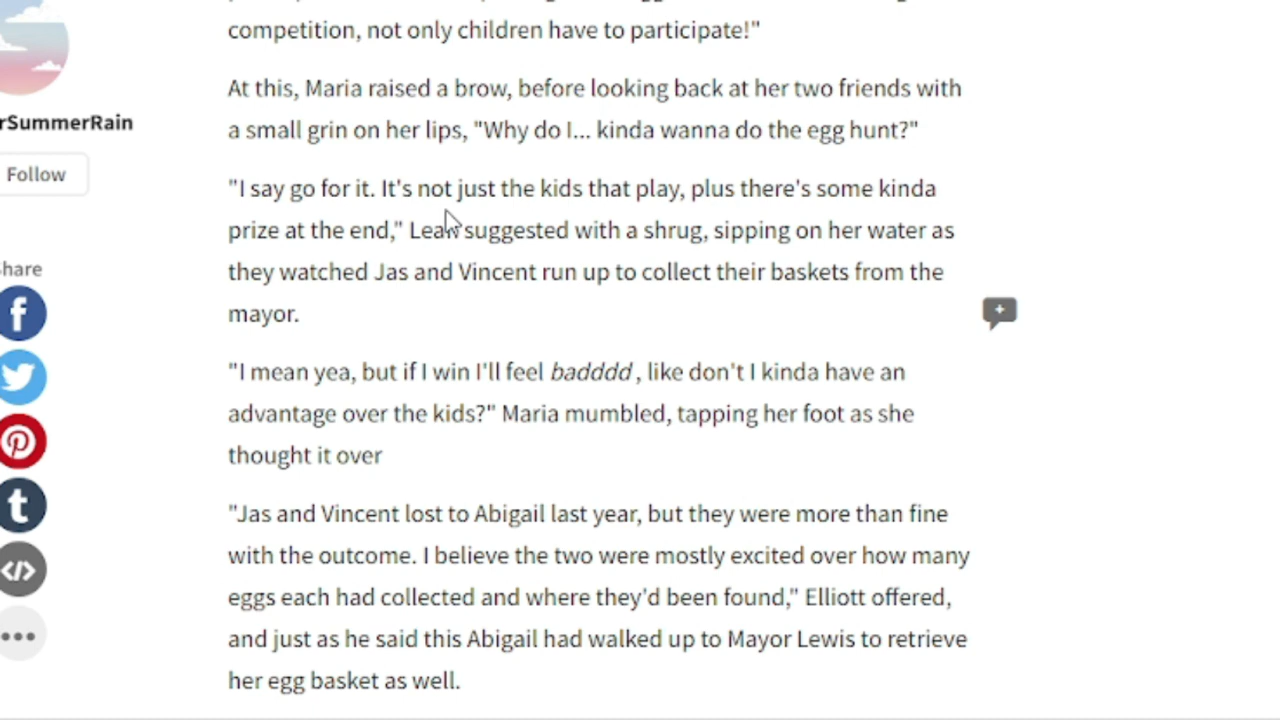 competition, not only children have to participate!"
At this, Maria raised a brow, before looking back at her two friends with
a small grin on her lips, "Why do I... kinda wanna do the egg hunt?"
rSummerRain
Follow
"I say go for it. It's not just the kids that play, plus there's some kinda
prize at the end," Leah suggested with a shrug, sipping on her water as
Share
they watched Jas and Vincent run up to collect their baskets from the
mayor.
"I mean yea, but if I win I'll feel badddd , like don't I kinda have an
advantage over the kids?" Maria mumbled, tapping her foot as she
thought it over
"Jas and Vincent lost to Abigail last year, but they were more than fine
with the outcome. I believe the two were mostly excited over how many
eggs each had collected and where they'd been found," Elliott offered,
and just as he said this Abigail had walked up to Mayor Lewis to retrieve
her egg basket as well.